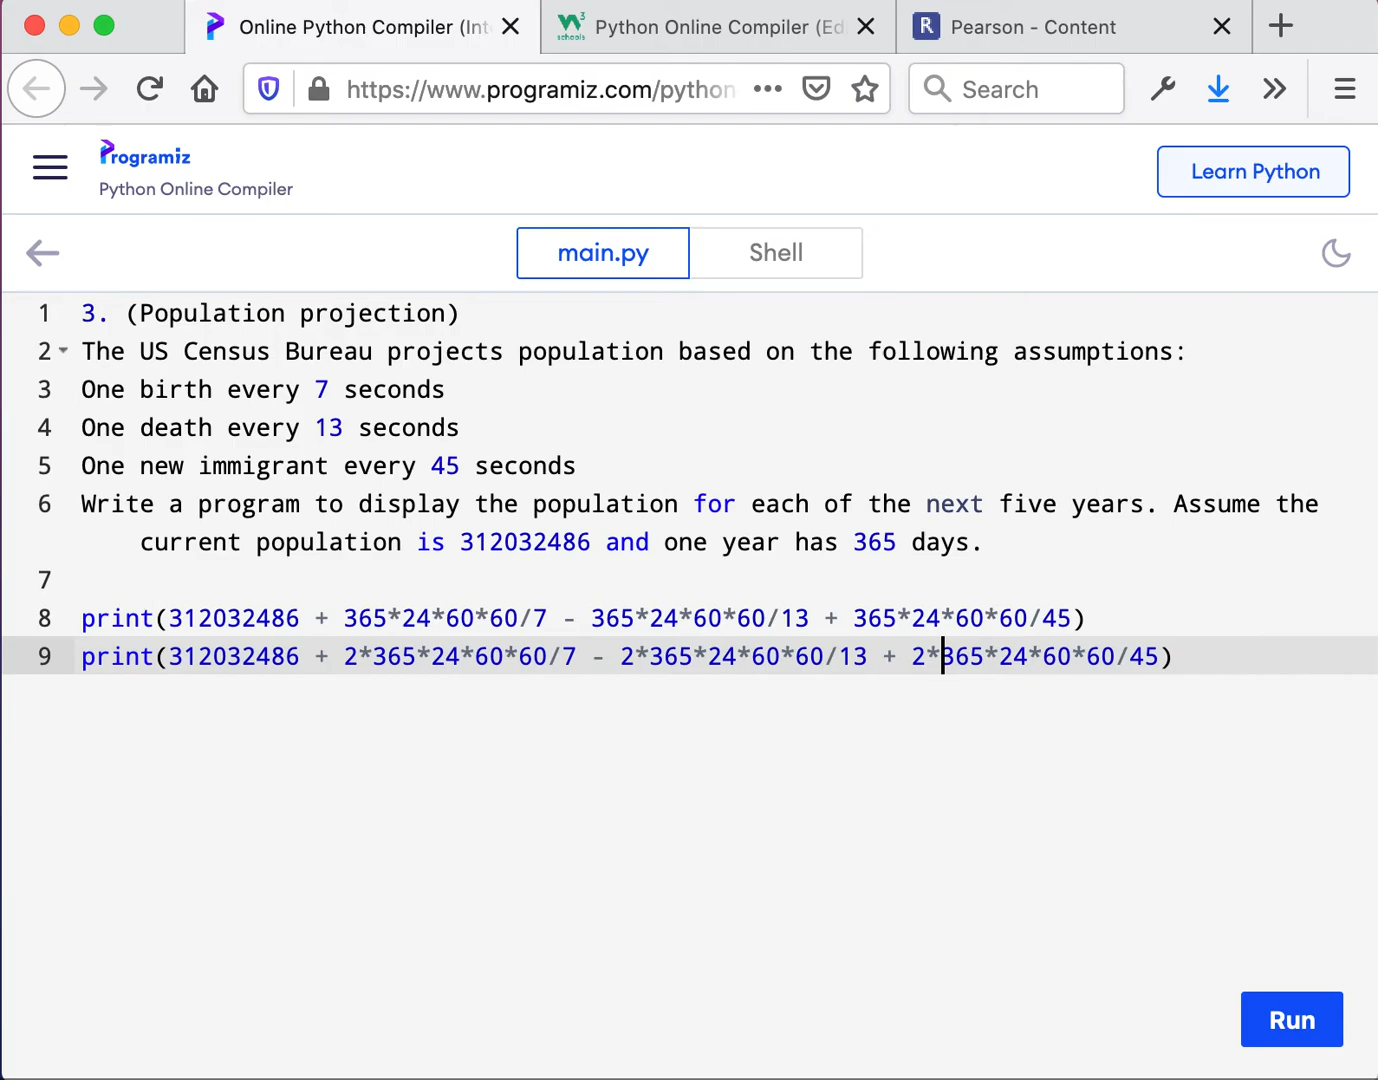 Online Python Compiler (Int
Python Online Compiler (Ed
Pearson - Content
https://www.programiz.com/python
Search
Programiz
Python Online Compiler
Learn Python
main.py
Shell
1 3. (Population projection)
2 The US Census Bureau projects population based on the following assumptions:
3 One birth every 7 seconds
4 One death every 13 seconds
5 One new immigrant every 45 seconds
6 Write a program to display the population for each of the next five years. Assume the
current population is 312032486 and one year has 365 days.
7
8 print(312032486 + 365*24*60*60/7 - 365*24*60*60/13 + 365*24*60*60/45)
9 print(312032486 + 2*365*24*60*60/7 - 2*365*24*60*60/13 + 2*365*24*60*60/45)
Run